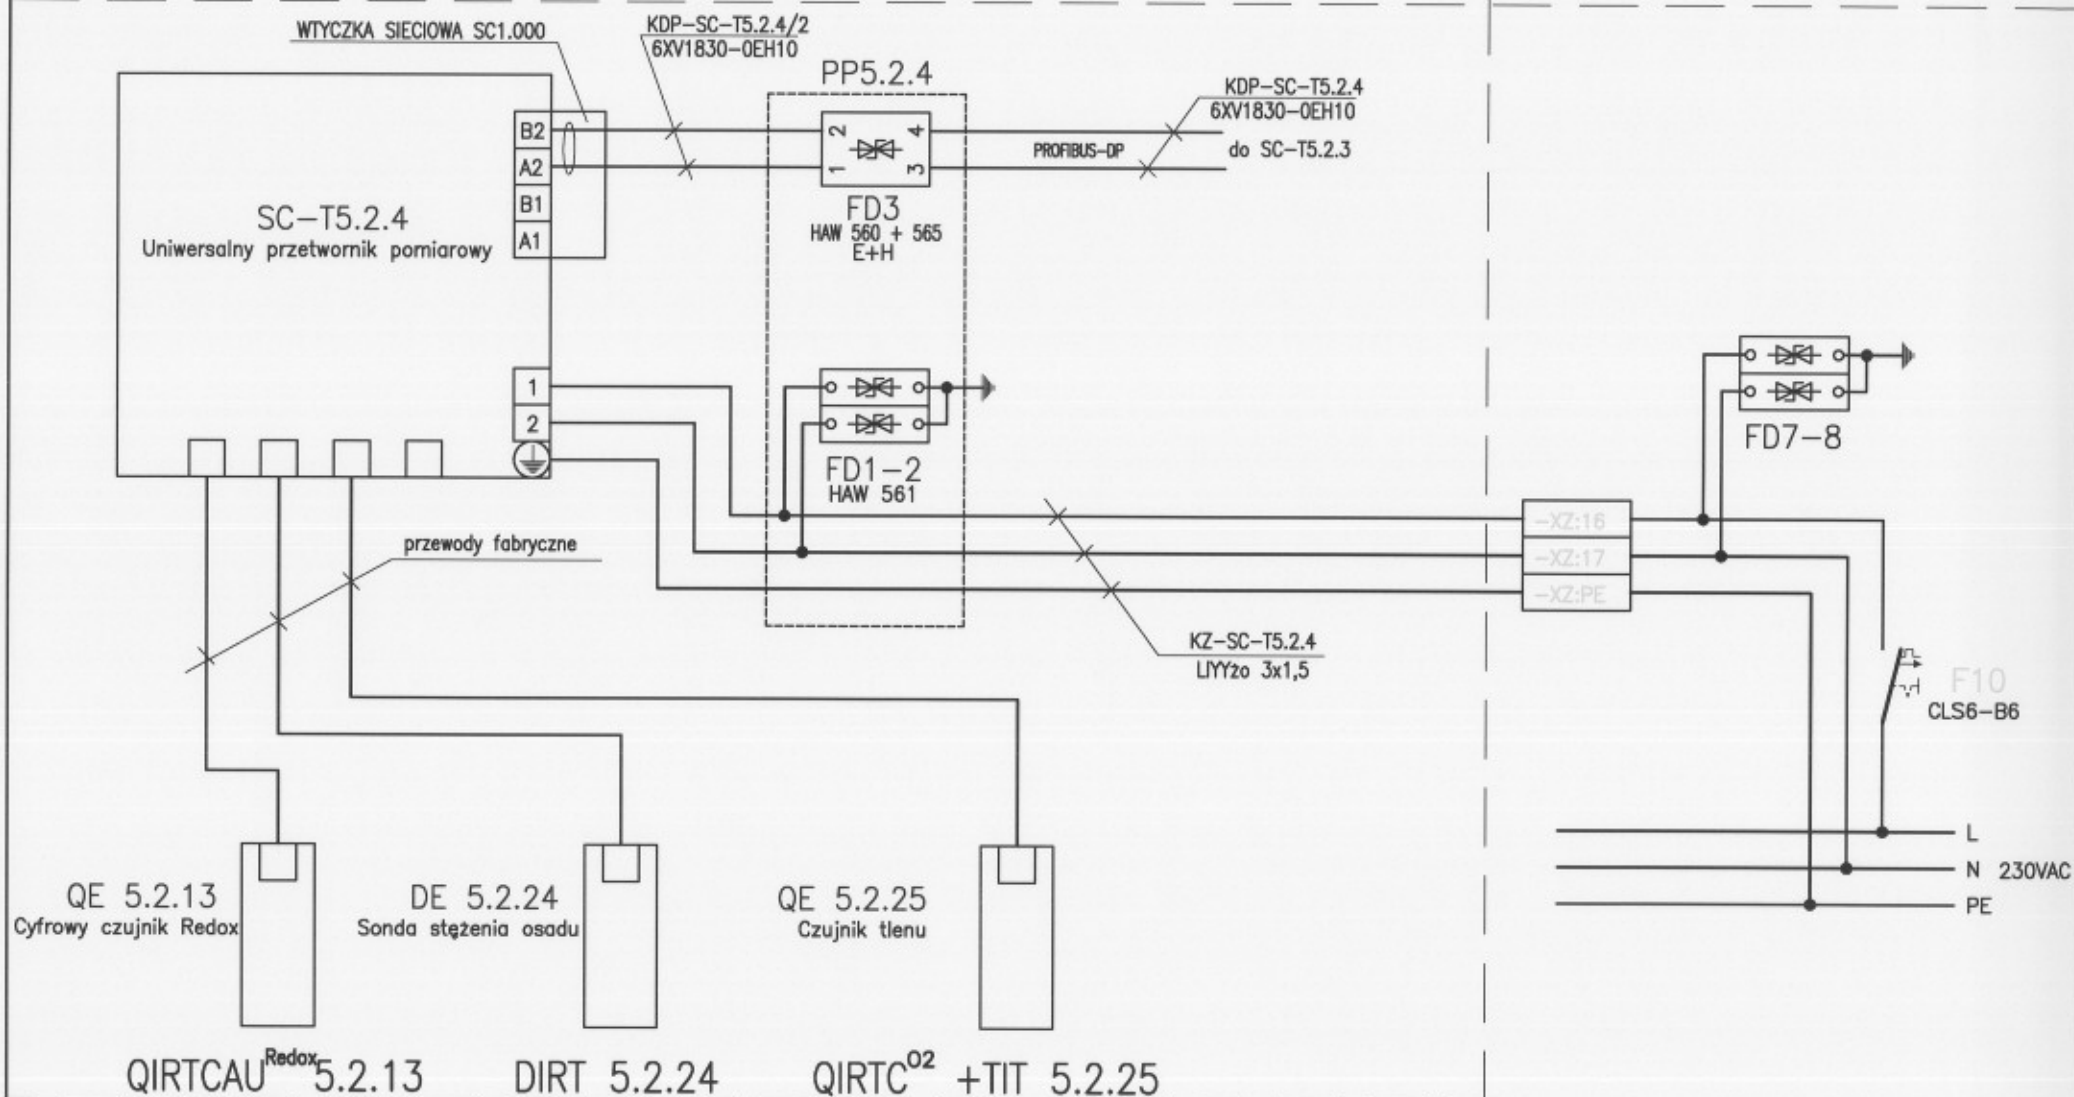 WTYCZKA SIECIOWA SC1.000
KDP-SC-T5.2.4/2
6XV1830-0EH10
PP5.2.4
KDP-SC-T5.2.4
6XV1830-0EH10
PROFIBUS-DP
do SC-T5.2.3
B2
A2
B1
A1
2
1
4
3
SC-T5.2.4
Uniwersalny przetwornik pomiarowy
FD3
HAW 560 + 565
E+H
1
2
FD1-2
HAW 561
FD7-8
-XZ:16
-XZ:17
-XZ:PE
przewody fabryczne
KZ-SC-T5.2.4
LIYYżo 3x1,5
F10
CLS6-B6
L
N 230VAC
PE
QE 5.2.13
Cyfrowy czujnik Redox
DE 5.2.24
Sonda stężenia osadu
QE 5.2.25
Czujnik tlenu
QIRTCAU Redox 5.2.13
DIRT 5.2.24
QIRTC O2 +TIT 5.2.25